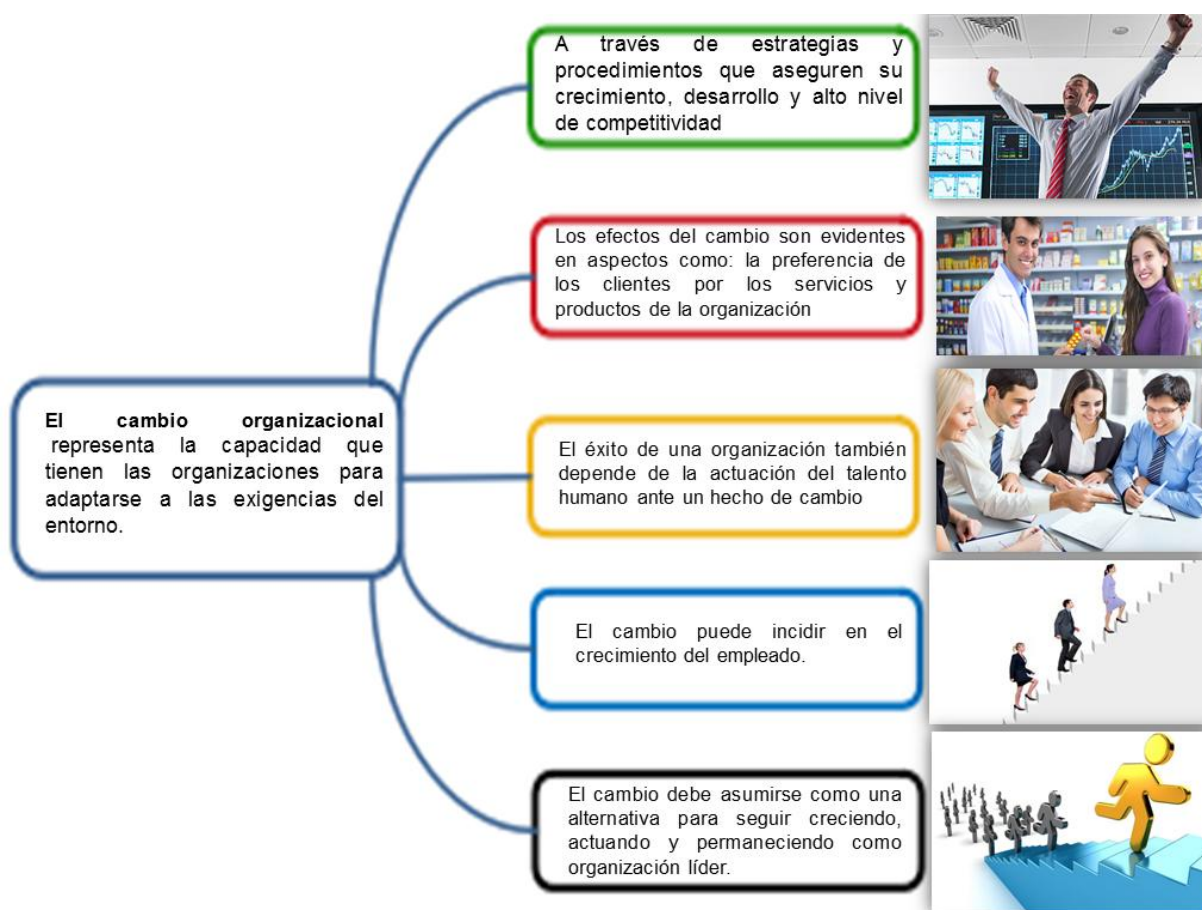 El cambio organizacional
representa la capacidad que
tienen las organizaciones para
adaptarse a las exigencias del
entorno.
A través de estrategias y
procedimientos que aseguren su
crecimiento, desarrollo y alto nivel
de competitividad
Los efectos del cambio son evidentes
en aspectos como: la preferencia de
los clientes por los servicios y
productos de la organización
El éxito de una organización también
depende de la actuación del talento
humano ante un hecho de cambio
El cambio puede incidir en el
crecimiento del empleado.
El cambio debe asumirse como una
alternativa para seguir creciendo,
actuando y permaneciendo como
organización líder.